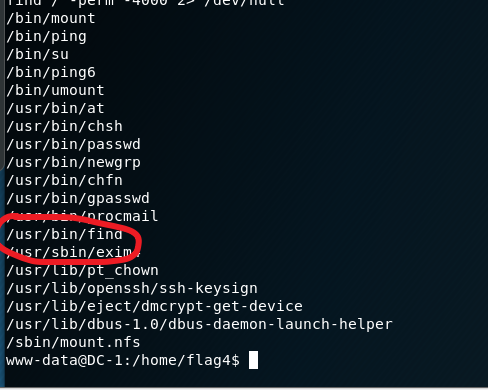 find / -perm -4000 2> /dev/null
/bin/mount
/bin/ping
/bin/su
/bin/ping6
/bin/umount
/usr/bin/at
/usr/bin/chsh
/usr/bin/passwd
/usr/bin/newgrp
/usr/bin/chfn
/usr/bin/gpasswd
/usr/bin/procmail
/usr/bin/find
/usr/sbin/exim4
/usr/lib/pt_chown
/usr/lib/openssh/ssh-keysign
/usr/lib/eject/dmcrypt-get-device
/usr/lib/dbus-1.0/dbus-daemon-launch-helper
/sbin/mount.nfs
www-data@DC-1:/home/flag4$